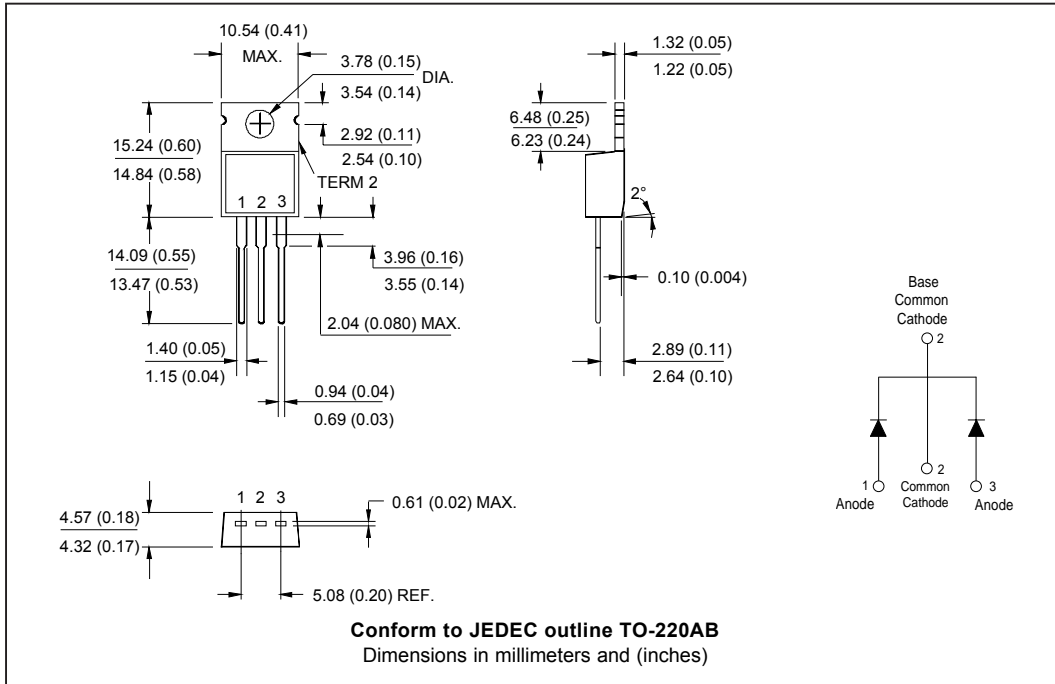 10.54 (0.41)
MAX.
3.78 (0.15)
3.54 (0.14)
DIA.
15.24 (0.60)
14.84 (0.58)
2.92 (0.11)
2.54 (0.10)
TERM 2
1 2 3
14.09 (0.55)
13.47 (0.53)
3.96 (0.16)
3.55 (0.14)
2.04 (0.080) MAX.
1.40 (0.05)
1.15 (0.04)
0.94 (0.04)
0.69 (0.03)
1.32 (0.05)
1.22 (0.05)
6.48 (0.25)
6.23 (0.24)
2°
0.10 (0.004)
2.89 (0.11)
2.64 (0.10)
Base
Common
Cathode
2
1
Anode
2
Common
Cathode
3
Anode
1 2 3
4.57 (0.18)
4.32 (0.17)
0.61 (0.02) MAX.
5.08 (0.20) REF.
Conform to JEDEC outline TO-220AB
Dimensions in millimeters and (inches)